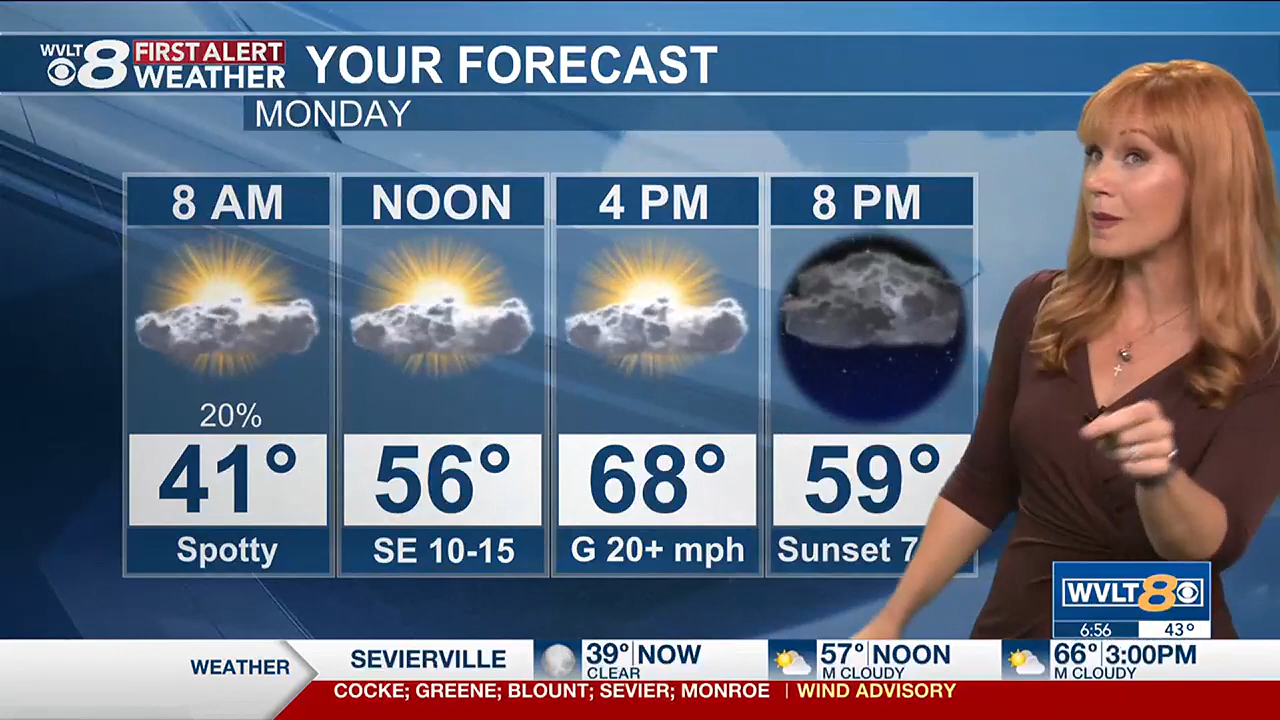 WVLT 8 FIRST ALERT WEATHER
YOUR FORECAST
MONDAY
8 AM
NOON
4 PM
8 PM
20%
41°
56°
68°
59°
Spotty
SE 10-15
G 20+ mph
Sunset 7
WVLT 8
6:56 43°
WEATHER
SEVIERVILLE
39° NOW
CLEAR
57° NOON
M CLOUDY
66° 3:00PM
M CLOUDY
COCKE; GREENE; BLOUNT; SEVIER; MONROE | WIND ADVISORY